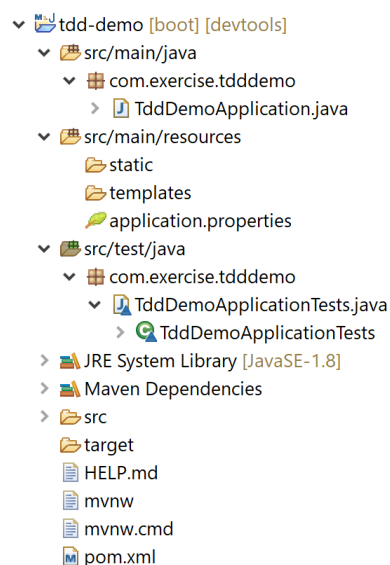 tdd-demo [boot] [devtools]
src/main/java
com.exercise.tdddemo
TddDemoApplication.java
src/main/resources
static
templates
application.properties
src/test/java
com.exercise.tdddemo
TddDemoApplicationTests.java
TddDemoApplicationTests
JRE System Library [JavaSE-1.8]
Maven Dependencies
src
target
HELP.md
mvnw
mvnw.cmd
pom.xml